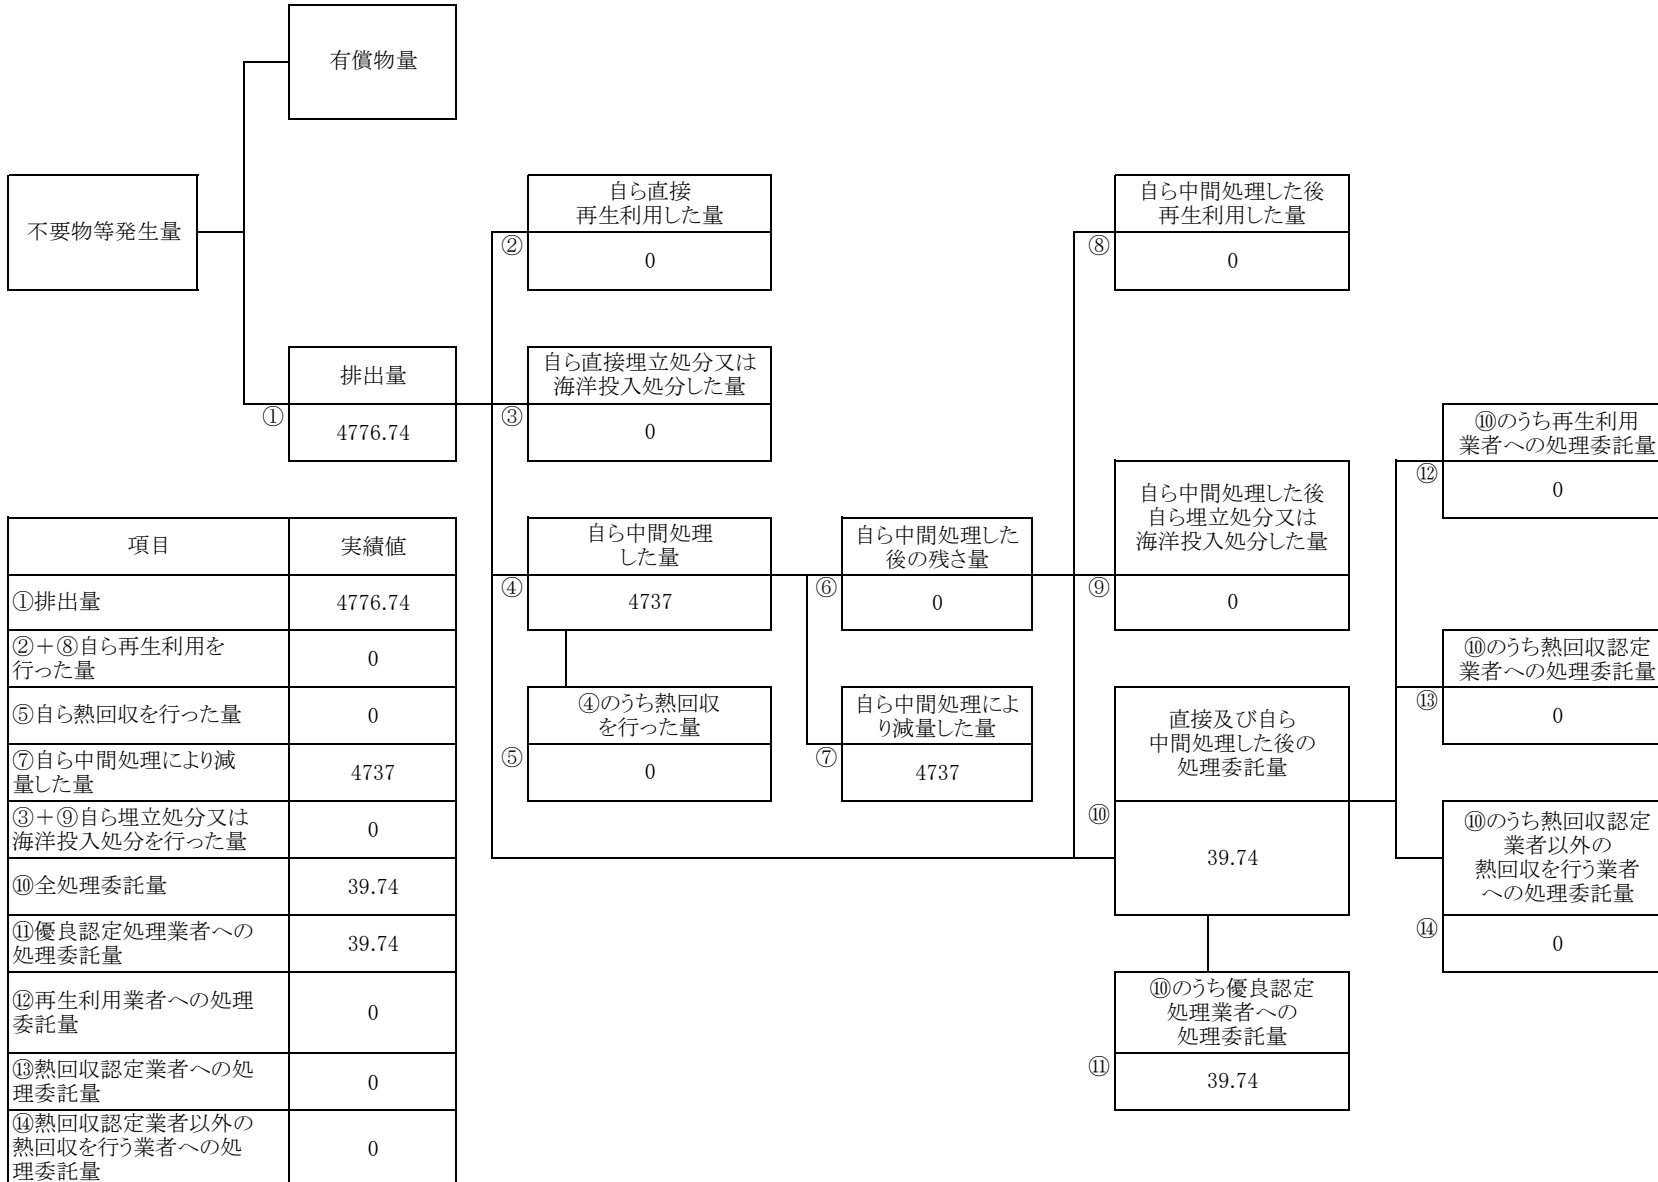 有償物量
不要物等発生量
自ら直接
再生利用した量
②
0
自ら中間処理した後
再生利用した量
⑧
0
排出量
①
4776.74
自ら直接埋立処分又は
海洋投入処分した量
③
0
⑩のうち再生利用
業者への処理委託量
⑫
0
自ら中間処理
した量
④
4737
自ら中間処理した
後の残さ量
⑥
0
自ら中間処理した後
自ら埋立処分又は
海洋投入処分した量
⑨
0
⑩のうち熱回収認定
業者への処理委託量
⑬
0
④のうち熱回収
を行った量
⑤
0
自ら中間処理によ
り減量した量
⑦
4737
直接及び自ら
中間処理した後の
処理委託量
⑩
39.74
⑩のうち熱回収認定
業者以外の
熱回収を行う業者
への処理委託量
⑭
0
⑩のうち優良認定
処理業者への
処理委託量
⑪
39.74
項目 実績値
①排出量 4776.74
②+⑧自ら再生利用を
行った量 0
⑤自ら熱回収を行った量 0
⑦自ら中間処理により減
量した量 4737
③+⑨自ら埋立処分又は
海洋投入処分を行った量 0
⑩全処理委託量 39.74
⑪優良認定処理業者への
処理委託量 39.74
⑫再生利用業者への処理
委託量 0
⑬熱回収認定業者への処
理委託量 0
⑭熱回収認定業者以外の
熱回収を行う業者への処
理委託量 0